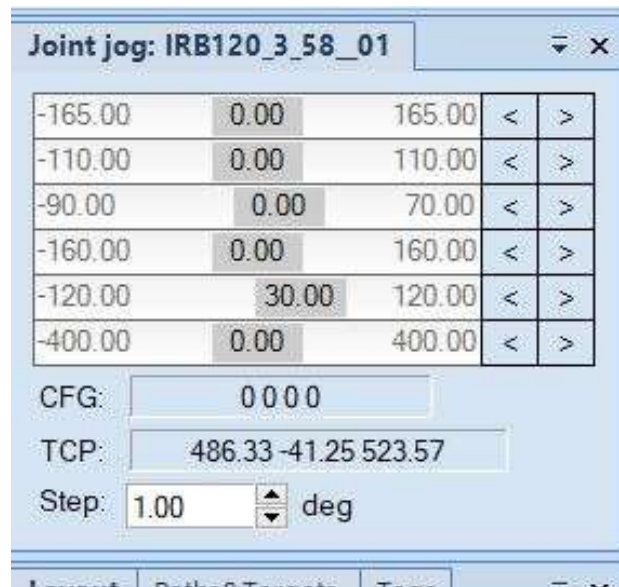 Joint jog: IRB120_3_58__01
-165.00 0.00 165.00 < >
-110.00 0.00 110.00 < >
-90.00 0.00 70.00 < >
-160.00 0.00 160.00 < >
-120.00 30.00 120.00 < >
-400.00 0.00 400.00 < >
CFG: 0 0 0 0
TCP: 486.33 -41.25 523.57
Step: 1.00 deg